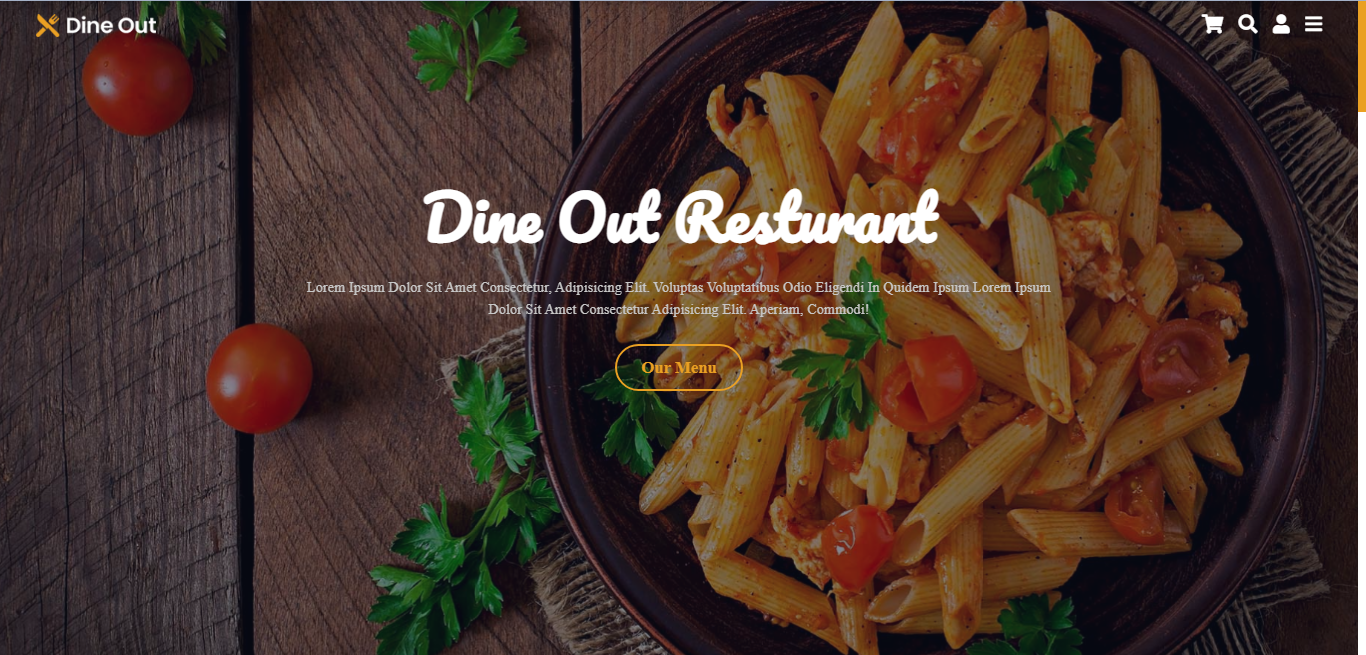 Dine Out
Dine Out Resturant
Lorem Ipsum Dolor Sit Amet Consectetur, Adipisicing Elit. Voluptas Voluptatibus Odio Eligendi In Quidem Ipsum Lorem Ipsum
Dolor Sit Amet Consectetur Adipisicing Elit. Aperiam, Commodi!
Our Menu